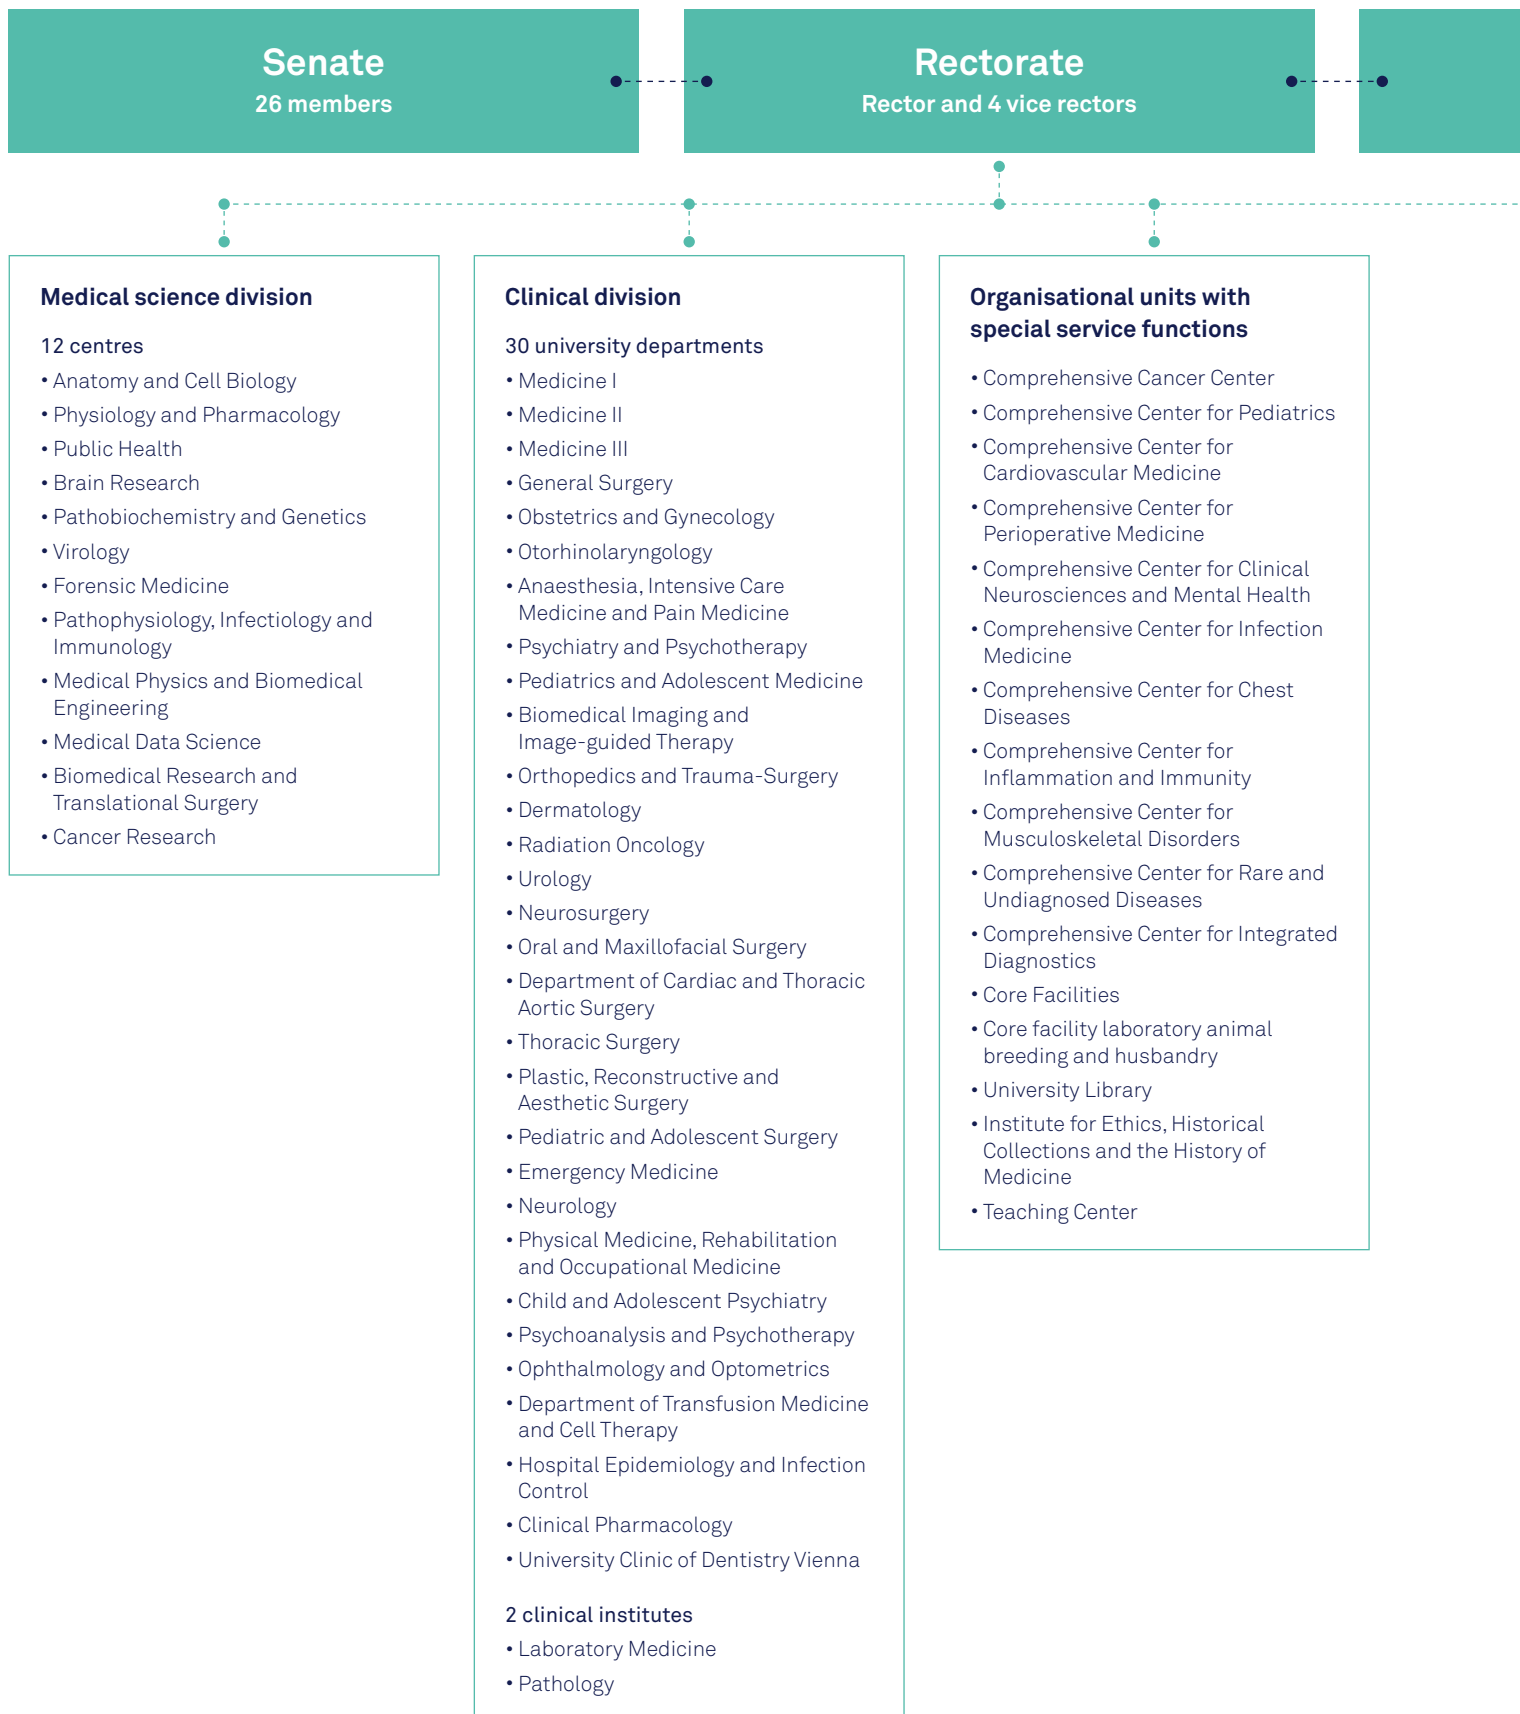 Senate
26 members
Rectorate
Rector and 4 vice rectors
Medical science division
12 centres
• Anatomy and Cell Biology
• Physiology and Pharmacology
• Public Health
• Brain Research
• Pathobiochemistry and Genetics
• Virology
• Forensic Medicine
• Pathophysiology, Infectiology and
Immunology
• Medical Physics and Biomedical
Engineering
• Medical Data Science
• Biomedical Research and
Translational Surgery
• Cancer Research
Clinical division
30 university departments
• Medicine I
• Medicine II
• Medicine III
• General Surgery
• Obstetrics and Gynecology
• Otorhinolaryngology
• Anaesthesia, Intensive Care
Medicine and Pain Medicine
• Psychiatry and Psychotherapy
• Pediatrics and Adolescent Medicine
• Biomedical Imaging and
Image-guided Therapy
• Orthopedics and Trauma-Surgery
• Dermatology
• Radiation Oncology
• Urology
• Neurosurgery
• Oral and Maxillofacial Surgery
• Department of Cardiac and Thoracic
Aortic Surgery
• Thoracic Surgery
• Plastic, Reconstructive and
Aesthetic Surgery
• Pediatric and Adolescent Surgery
• Emergency Medicine
• Neurology
• Physical Medicine, Rehabilitation
and Occupational Medicine
• Child and Adolescent Psychiatry
• Psychoanalysis and Psychotherapy
• Ophthalmology and Optometrics
• Department of Transfusion Medicine
and Cell Therapy
• Hospital Epidemiology and Infection
Control
• Clinical Pharmacology
• University Clinic of Dentistry Vienna
2 clinical institutes
• Laboratory Medicine
• Pathology
Organisational units with
special service functions
• Comprehensive Cancer Center
• Comprehensive Center for Pediatrics
• Comprehensive Center for
Cardiovascular Medicine
• Comprehensive Center for
Perioperative Medicine
• Comprehensive Center for Clinical
Neurosciences and Mental Health
• Comprehensive Center for Infection
Medicine
• Comprehensive Center for Chest
Diseases
• Comprehensive Center for
Inflammation and Immunity
• Comprehensive Center for
Musculoskeletal Disorders
• Comprehensive Center for Rare and
Undiagnosed Diseases
• Comprehensive Center for Integrated
Diagnostics
• Core Facilities
• Core facility laboratory animal
breeding and husbandry
• University Library
• Institute for Ethics, Historical
Collections and the History of
Medicine
• Teaching Center